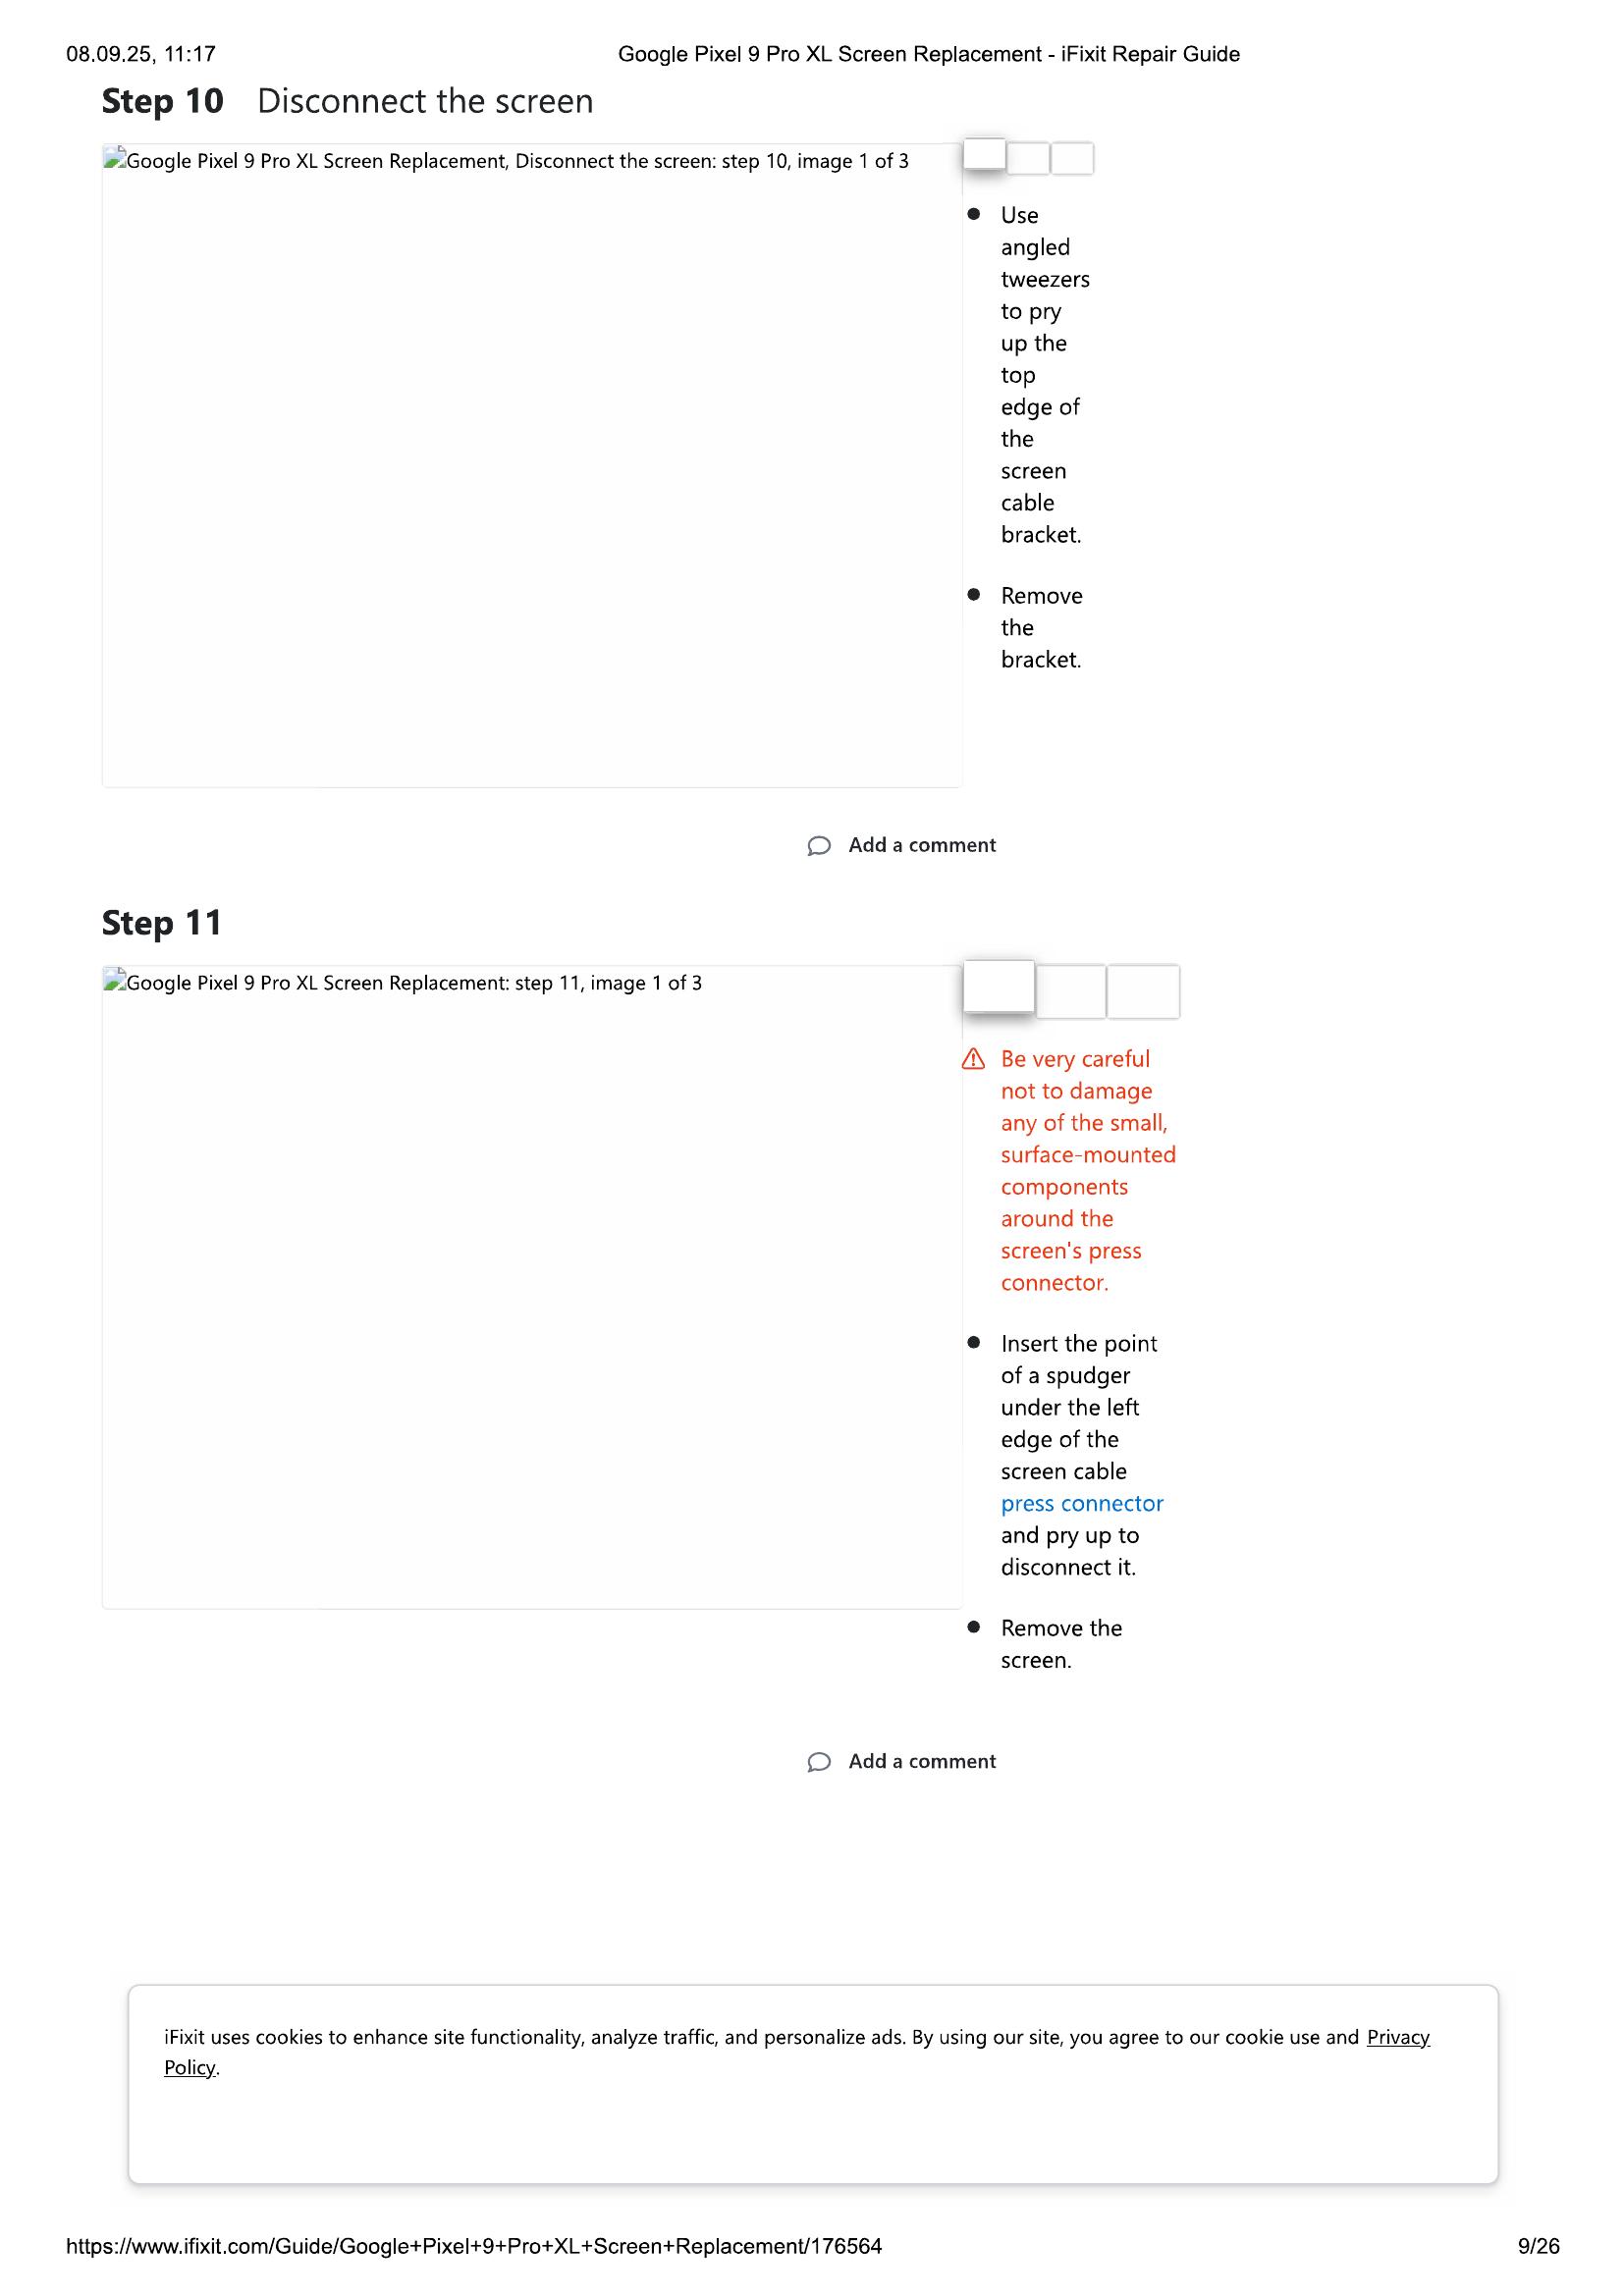 08.09.25, 11:17
Google Pixel 9 Pro XL Screen Replacement - iFixit Repair Guide
Step 10 Disconnect the screen
Google Pixel 9 Pro XL Screen Replacement, Disconnect the screen: step 10, image 1 of 3
Use
angled
tweezers
to pry
up the
top
edge of
the
screen
cable
bracket.
Remove
the
bracket.
Add a comment
Step 11
Google Pixel 9 Pro XL Screen Replacement: step 11, image 1 of 3
Be very careful
not to damage
any of the small,
surface-mounted
components
around the
screen's press
connector.
Insert the point
of a spudger
under the left
edge of the
screen cable
press connector
and pry up to
disconnect it.
Remove the
screen.
Add a comment
iFixit uses cookies to enhance site functionality, analyze traffic, and personalize ads. By using our site, you agree to our cookie use and Privacy
Policy.
https://www.ifixit.com/Guide/Google+Pixel+9+Pro+XL+Screen+Replacement/176564
9/26